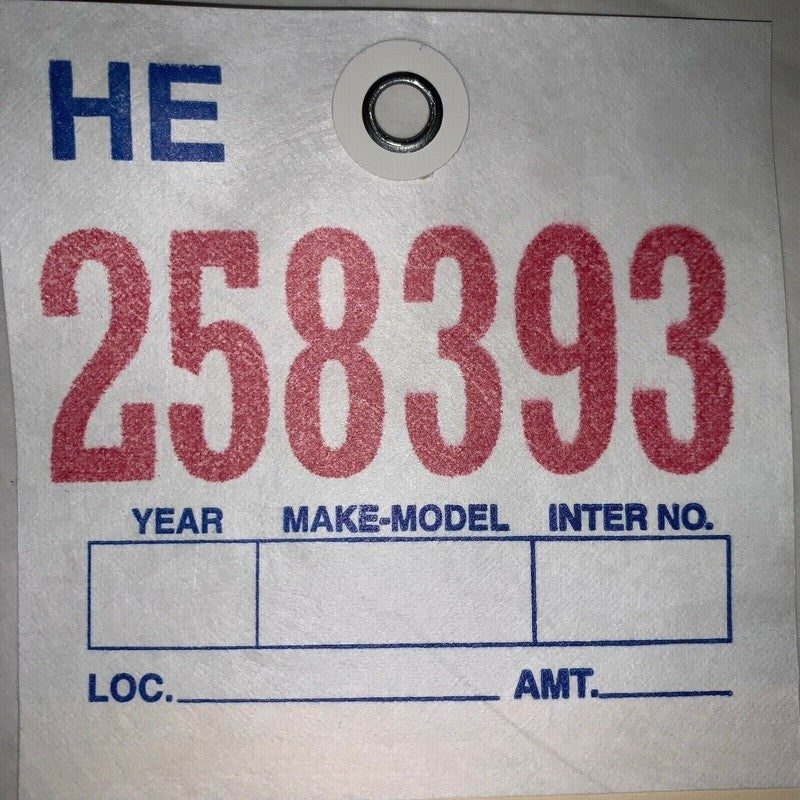 HE
258393
YEAR MAKE-MODEL INTER NO.
LOC. AMT.